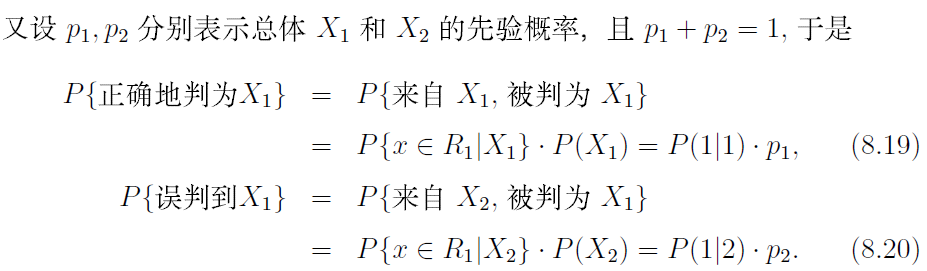 又设 p₁, p₂ 分别表示总体 X₁ 和 X₂ 的先验概率, 且 p₁ + p₂ = 1, 于是
P{正确地判为X₁} = P{来自 X₁, 被判为 X₁}
= P{x ∈ R₁|X₁} · P(X₁) = P(1|1) · p₁, (8.19)
P{误判到X₁} = P{来自 X₂, 被判为 X₁}
= P{x ∈ R₁|X₂} · P(X₂) = P(1|2) · p₂. (8.20)